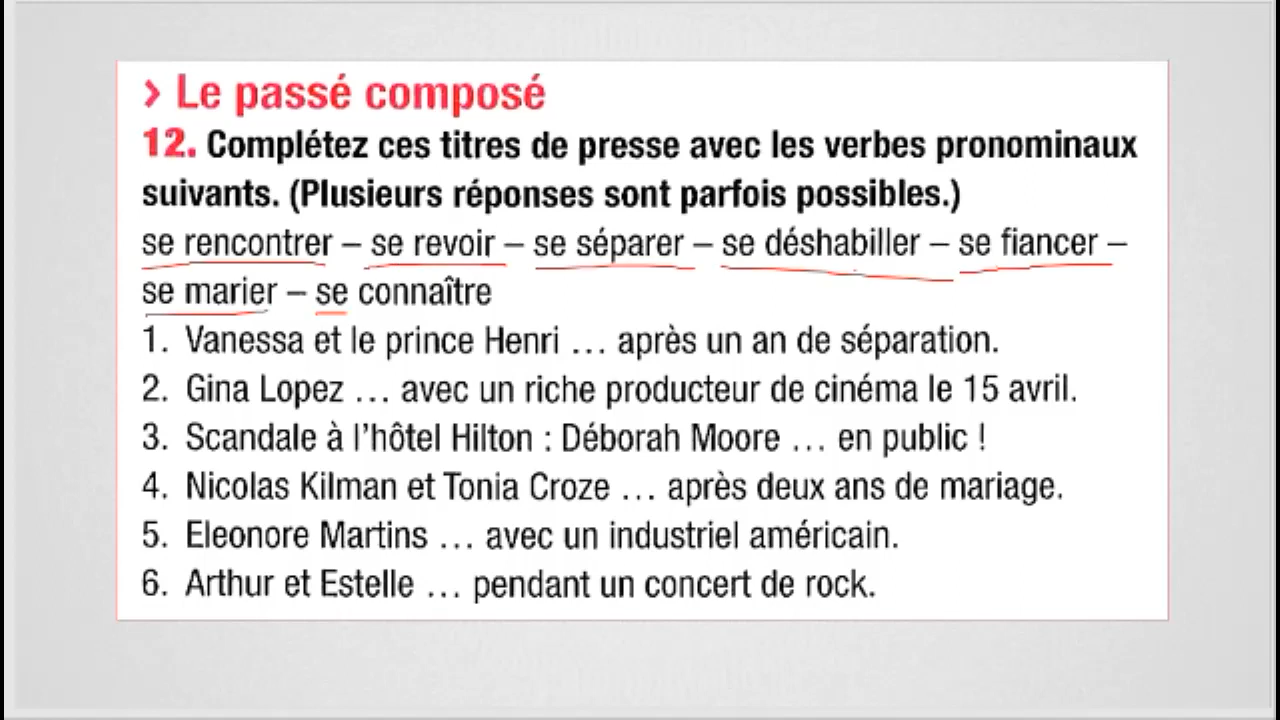 › Le passé composé
12. Complétez ces titres de presse avec les verbes pronominaux
suivants. (Plusieurs réponses sont parfois possibles.)
se rencontrer – se revoir – se séparer – se déshabiller – se fiancer –
se marier – se connaître
1. Vanessa et le prince Henri … après un an de séparation.
2. Gina Lopez … avec un riche producteur de cinéma le 15 avril.
3. Scandale à l'hôtel Hilton : Déborah Moore … en public !
4. Nicolas Kilman et Tonia Croze … après deux ans de mariage.
5. Eleonore Martins … avec un industriel américain.
6. Arthur et Estelle … pendant un concert de rock.